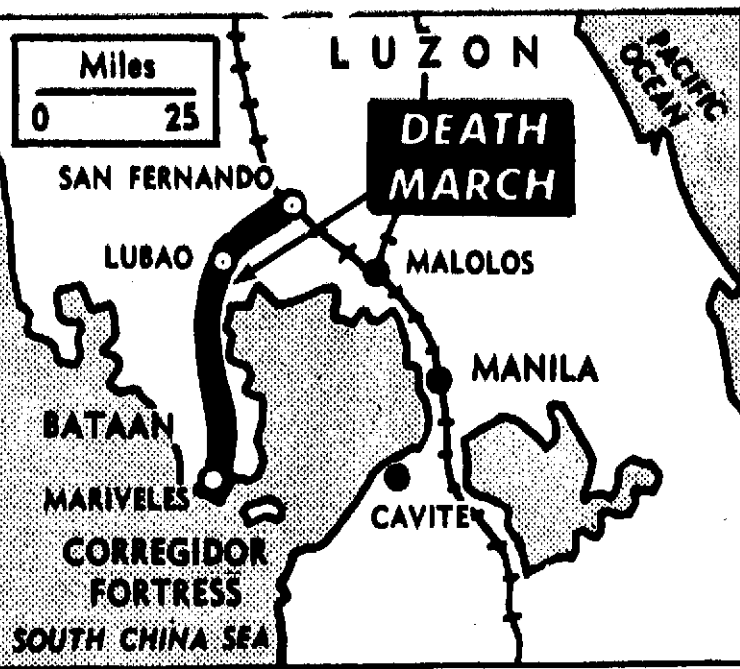 Miles
0 25
LUZON
PACIFIC
OCEAN
DEATH
MARCH
SAN FERNANDO
LUBAO
MALOLOS
MANILA
BATAAN
MARIVELES
CAVITE
CORREGIDOR
FORTRESS
SOUTH CHINA SEA